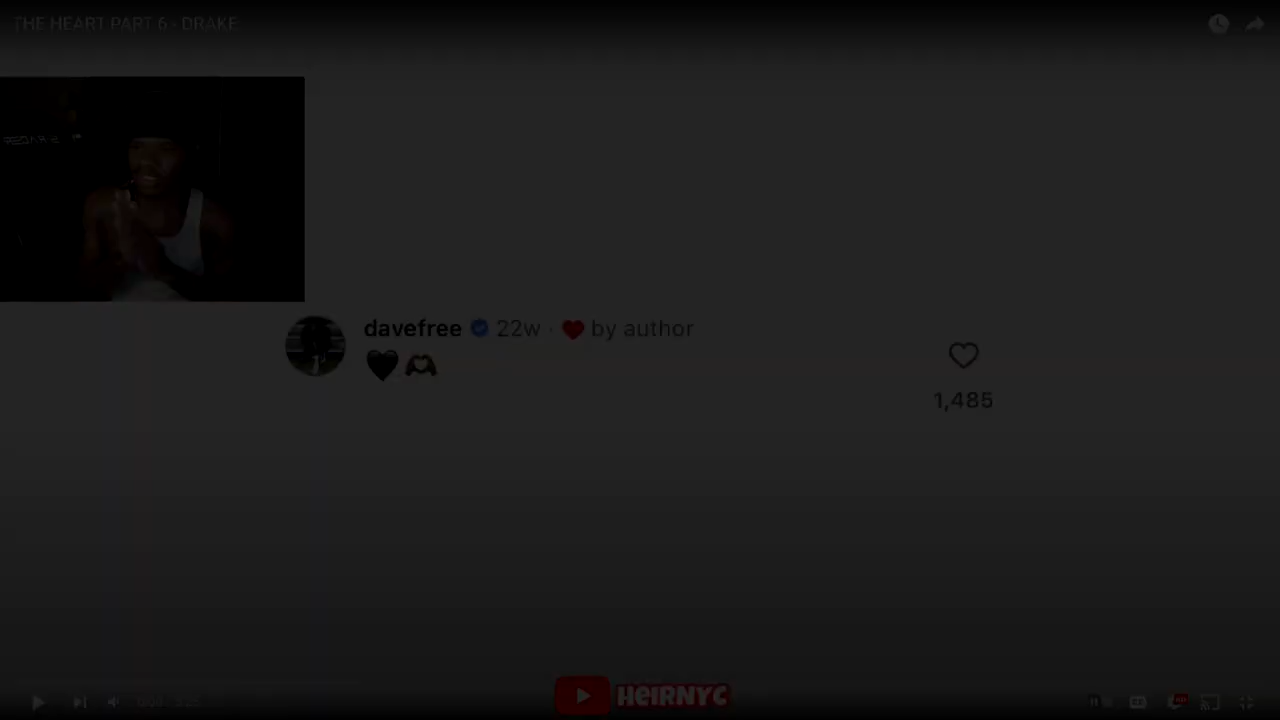 THE HEART PART 6 - DRAKE
davefree 22w · by author
1,485
HEIRNYC